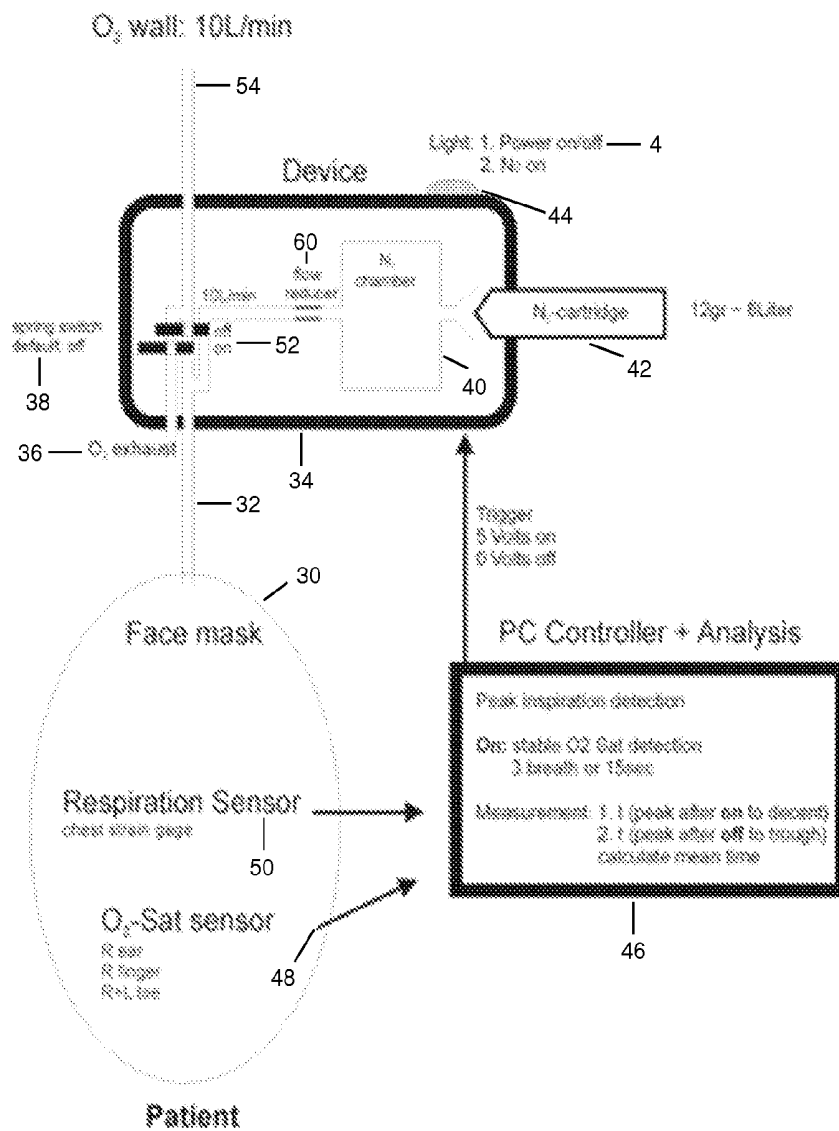 O₂ wall: 10L/min
54
Light: 1. Power on/off
4
2. N₂ on
Device
44
60
flow
reducer
N₂
chamber
10L/min
N₂-cartridge
12gr ~ 6Liter
spring switch
default: off
off
on
52
38
40
42
36
O₂ exhaust
34
32
Trigger
5 Volts on
0 Volts off
30
Face mask
PC Controller + Analysis
Peak inspiration detection
On: stable O2 Sat detection
3 breath or 15sec
Respiration Sensor
chest strain gage
50
Measurement: 1. t (peak after on to decent)
2. t (peak after off to trough)
calculate mean time
O₂-Sat sensor
R ear
R finger
R+L toe
48
46
Patient